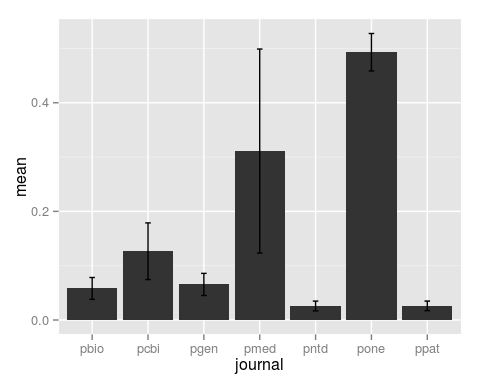 mean
0.4
0.2
0.0
pbio pcbi pgen pmed pntd pone ppat
journal